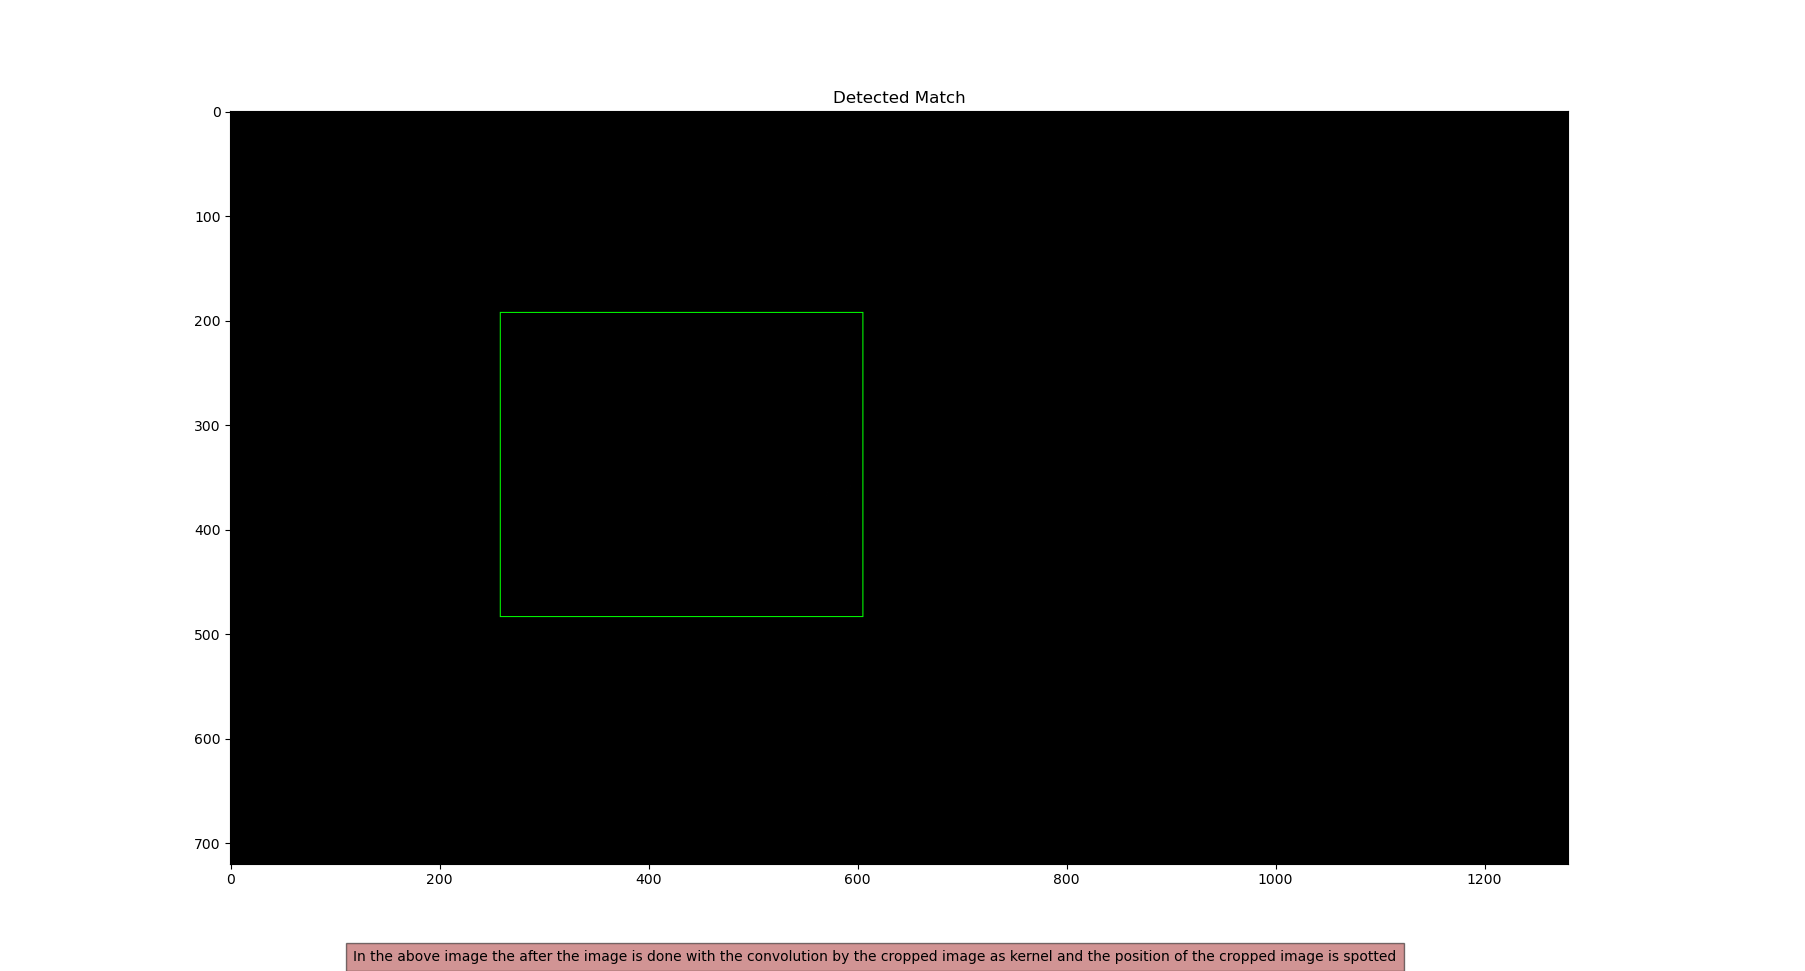 Detected Match
0
100
200
300
400
500
600
700
0 200 400 600 800 1000 1200
In the above image the after the image is done with the convolution by the cropped image as kernel and the position of the cropped image is spotted